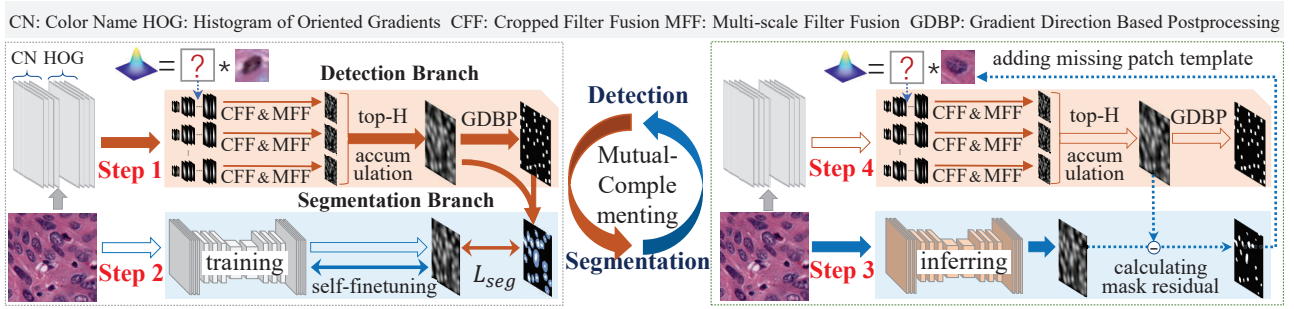 CN: Color Name HOG: Histogram of Oriented Gradients CFF: Cropped Filter Fusion MFF: Multi-scale Filter Fusion GDBP: Gradient Direction Based Postprocessing
CN HOG
= ? *
Detection Branch
CFF & MFF
CFF & MFF
CFF & MFF
top-H
accum
ulation
GDBP
Step 1
Segmentation Branch
Step 2
training
self-finetuning
Lseg
Detection
Mutual-
Comple
menting
Segmentation
= ? *
adding missing patch template
CFF & MFF
CFF & MFF
CFF & MFF
top-H
accum
ulation
GDBP
Step 4
Step 3
inferring
−
calculating
mask residual